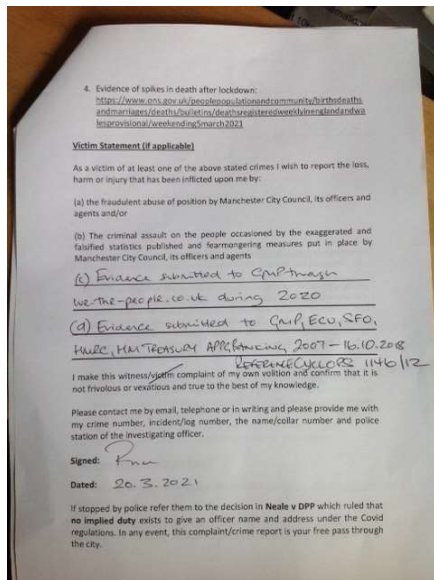 4. Evidence of spikes in death after lockdown:
https://www.ons.gov.uk/peoplepopulationandcommunity/birthsdeaths
andmarriages/deaths/bulletins/deathsregisteredweeklyinenglandandwa
lesprovisional/weekending5march2021
Victim Statement (if applicable)
As a victim of at least one of the above stated crimes I wish to report the loss,
harm or injury that has been inflicted upon me by:
(a) the fraudulent abuse of position by Manchester City Council, its officers and
agents and/or
(b) The criminal assault on the people occasioned by the exaggerated and
falsified statistics published and fearmongering measures put in place by
Manchester City Council, its officers and agents
(c) Evidence submitted to GMP through
we-the-people.co.uk during 2020
(d) Evidence submitted to GMP, ECU, SFO,
HMRC, HM TREASURY APPG BANKING, 2007-16.10.2018
REFERENCE CYCLOPS 1146/12
I make this witness/victim complaint of my own volition and confirm that it is
not frivolous or vexatious and true to the best of my knowledge.
Please contact me by email, telephone or in writing and please provide me with
my crime number, incident/log number, the name/collar number and police
station of the investigating officer.
Signed:
Dated: 20.3.2021
If stopped by police refer them to the decision in Neale v DPP which ruled that
no implied duty exists to give an officer name and address under the Covid
regulations. In any event, this complaint/crime report is your free pass through
the city.